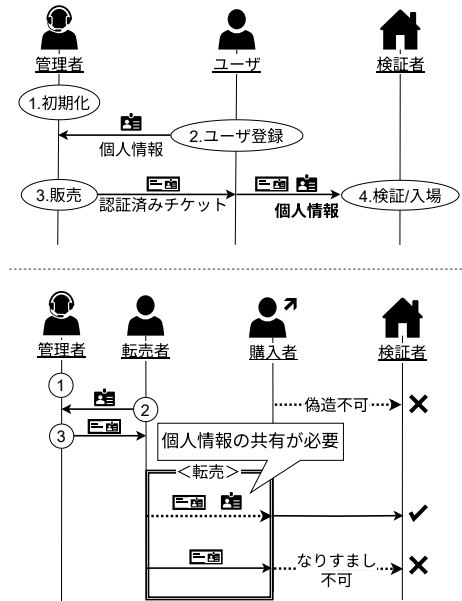 管理者 ユーザ 検証者
1.初期化
2.ユーザ登録
個人情報
3.販売
認証済みチケット
個人情報
4.検証/入場
管理者 転売者 購入者 検証者
1
偽造不可
2
3
個人情報の共有が必要
＜転売＞
なりすまし
不可